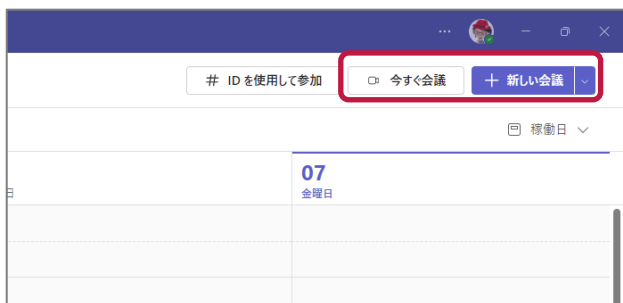 # ID を使用して参加
今すぐ会議
+ 新しい会議
稼働日
07
日
金曜日